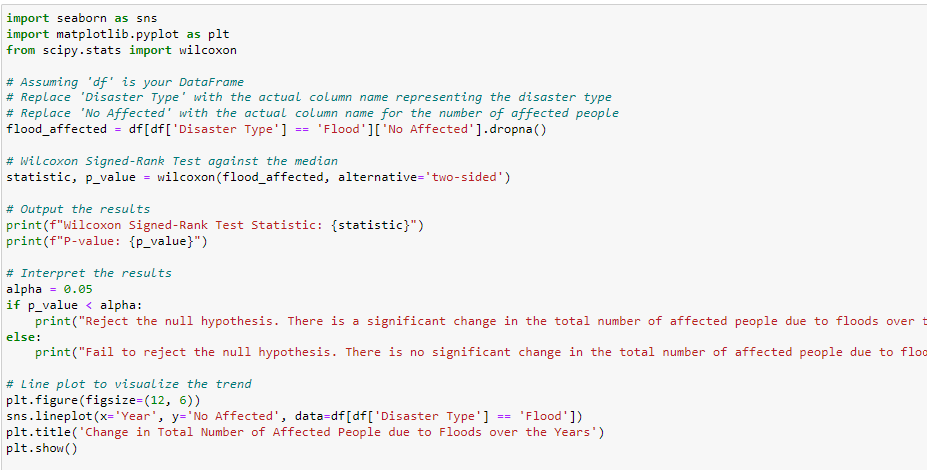 import seaborn as sns
import matplotlib.pyplot as plt
from scipy.stats import wilcoxon
# Assuming 'df' is your DataFrame
# Replace 'Disaster Type' with the actual column name representing the disaster type
# Replace 'No Affected' with the actual column name for the number of affected people
flood_affected = df[df['Disaster Type'] == 'Flood']['No Affected'].dropna()
# Wilcoxon Signed-Rank Test against the median
statistic, p_value = wilcoxon(flood_affected, alternative='two-sided')
# Output the results
print(f"Wilcoxon Signed-Rank Test Statistic: {statistic}")
print(f"P-value: {p_value}")
# Interpret the results
alpha = 0.05
if p_value < alpha:
    print("Reject the null hypothesis. There is a significant change in the total number of affected people due to floods over
else:
    print("Fail to reject the null hypothesis. There is no significant change in the total number of affected people due to
# Line plot to visualize the trend
plt.figure(figsize=(12, 6))
sns.lineplot(x='Year', y='No Affected', data=df[df['Disaster Type'] == 'Flood'])
plt.title('Change in Total Number of Affected People due to Floods over the Years')
plt.show()